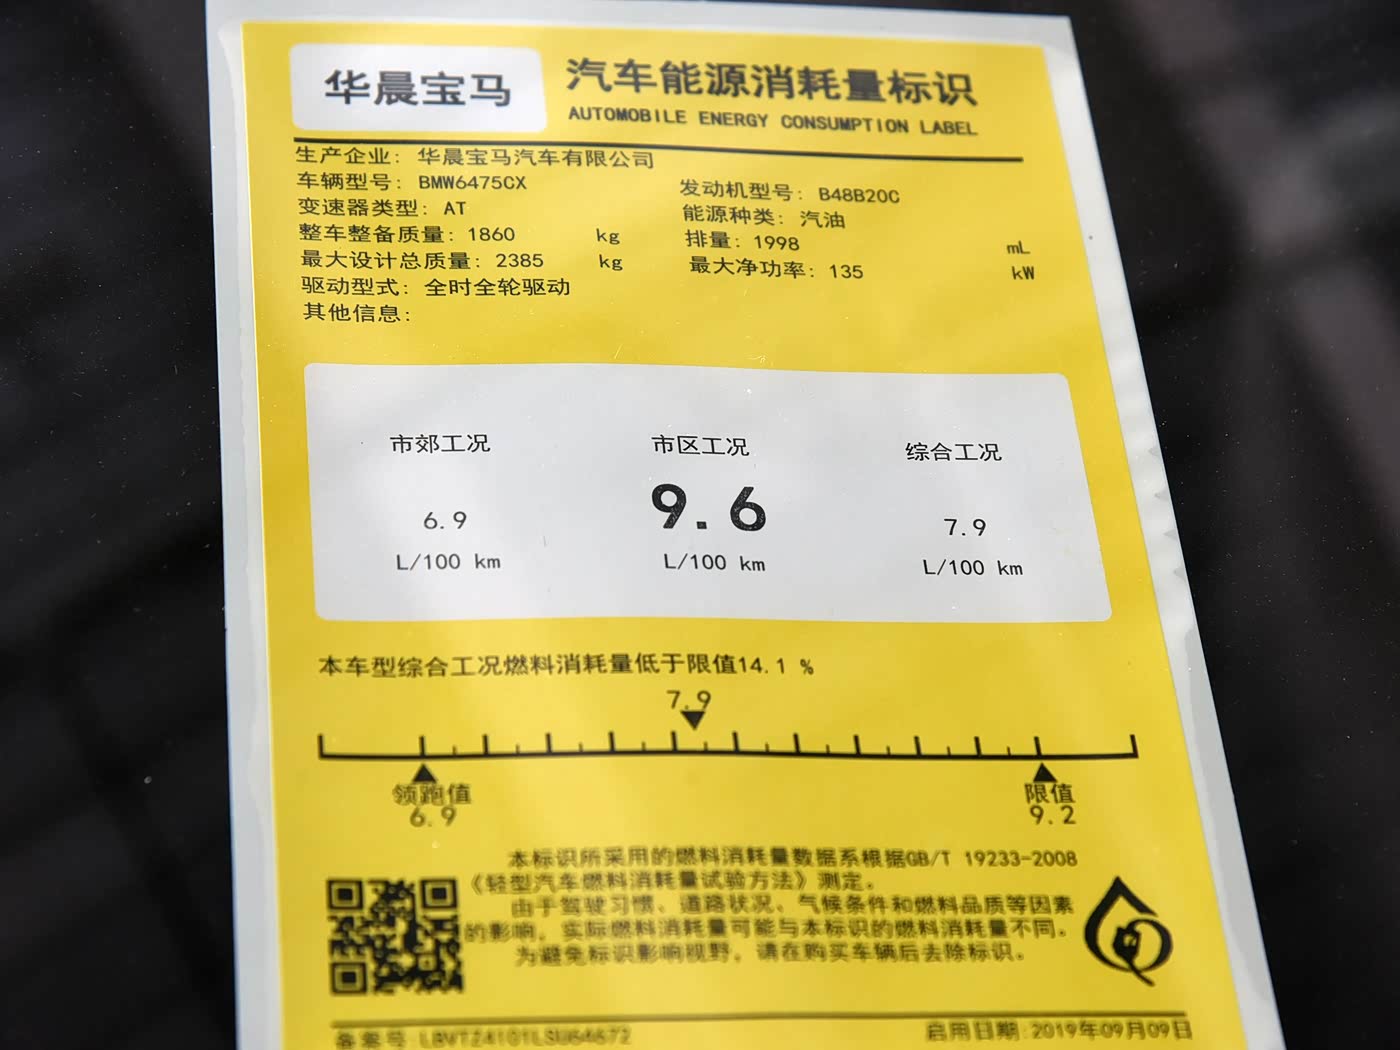 华晨宝马
汽车能源消耗量标识
AUTOMOBILE ENERGY CONSUMPTION LABEL
生产企业: 华晨宝马汽车有限公司
车辆型号: BMW6475CX
发动机型号: B48B20C
变速器类型: AT
能源种类: 汽油
整车整备质量: 1860 kg
排量: 1998 mL
最大设计总质量: 2385 kg
最大净功率: 135 kW
驱动型式: 全时全轮驱动
其他信息:
市郊工况
6.9
L/100 km
市区工况
9.6
L/100 km
综合工况
7.9
L/100 km
本车型综合工况燃料消耗量低于限值14.1 %
7.9
领跑值
6.9
限值
9.2
本标识所采用的燃料消耗量数据系根据GB/T 19233-2008
《轻型汽车燃料消耗量试验方法》测定。
由于驾驶习惯、道路状况、气候条件和燃料品质等因素
的影响，实际燃料消耗量可能与本标识的燃料消耗量不同。
为避免标识影响视野，请在购买车辆后去除标识。
备案号:
启用日期:2019年09月09日